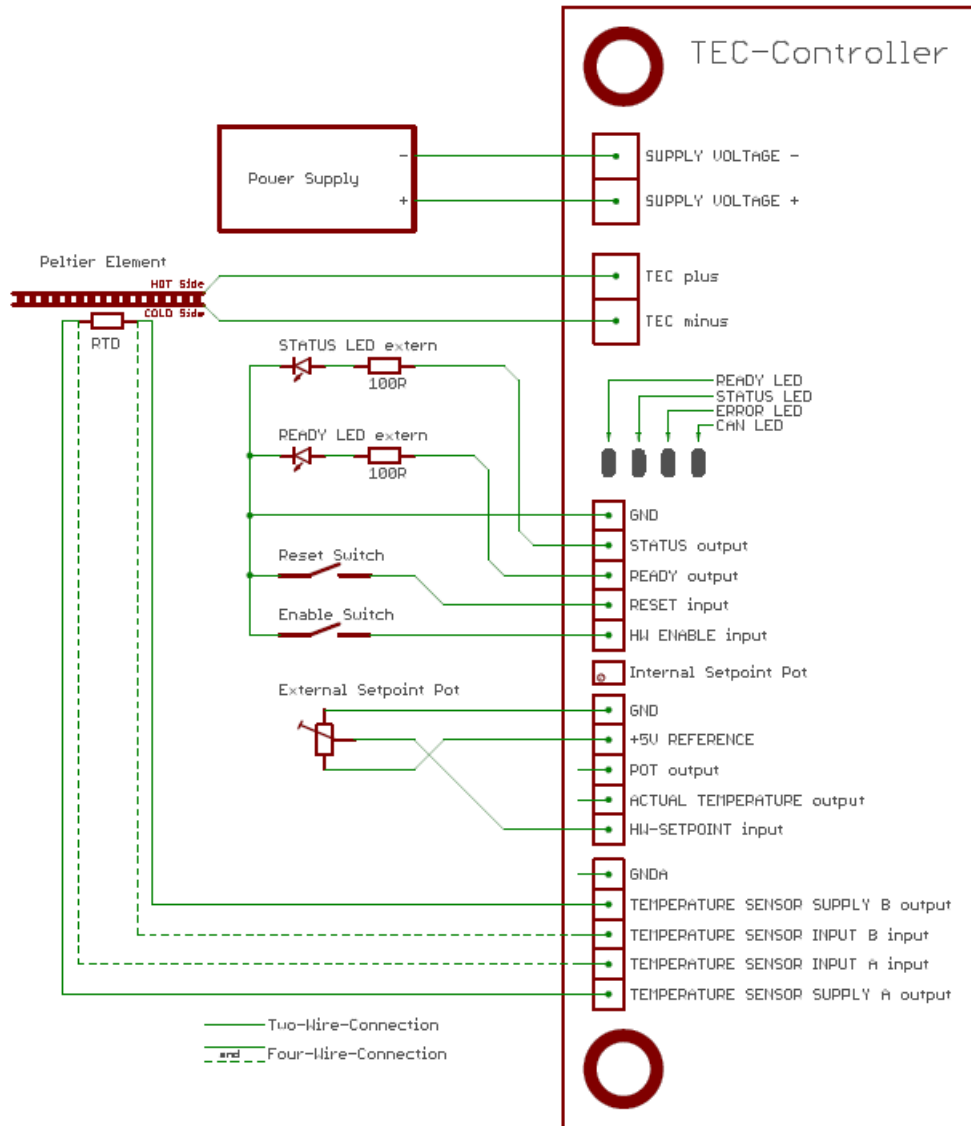 TEC-Controller
-
Power Supply
+
SUPPLY VOLTAGE -
SUPPLY VOLTAGE +
Peltier Element
HOT Side
COLD Side
RTD
TEC plus
TEC minus
STATUS LED extern
100R
READY LED extern
100R
READY LED
STATUS LED
ERROR LED
CAN LED
GND
STATUS output
READY output
RESET input
HW ENABLE input
Reset Switch
Enable Switch
Internal Setpoint Pot
External Setpoint Pot
GND
+5V REFERENCE
POT output
ACTUAL TEMPERATURE output
HW-SETPOINT input
GNDA
TEMPERATURE SENSOR SUPPLY B output
TEMPERATURE SENSOR INPUT B input
TEMPERATURE SENSOR INPUT A input
TEMPERATURE SENSOR SUPPLY A output
Two-Wire-Connection
and
Four-Wire-Connection